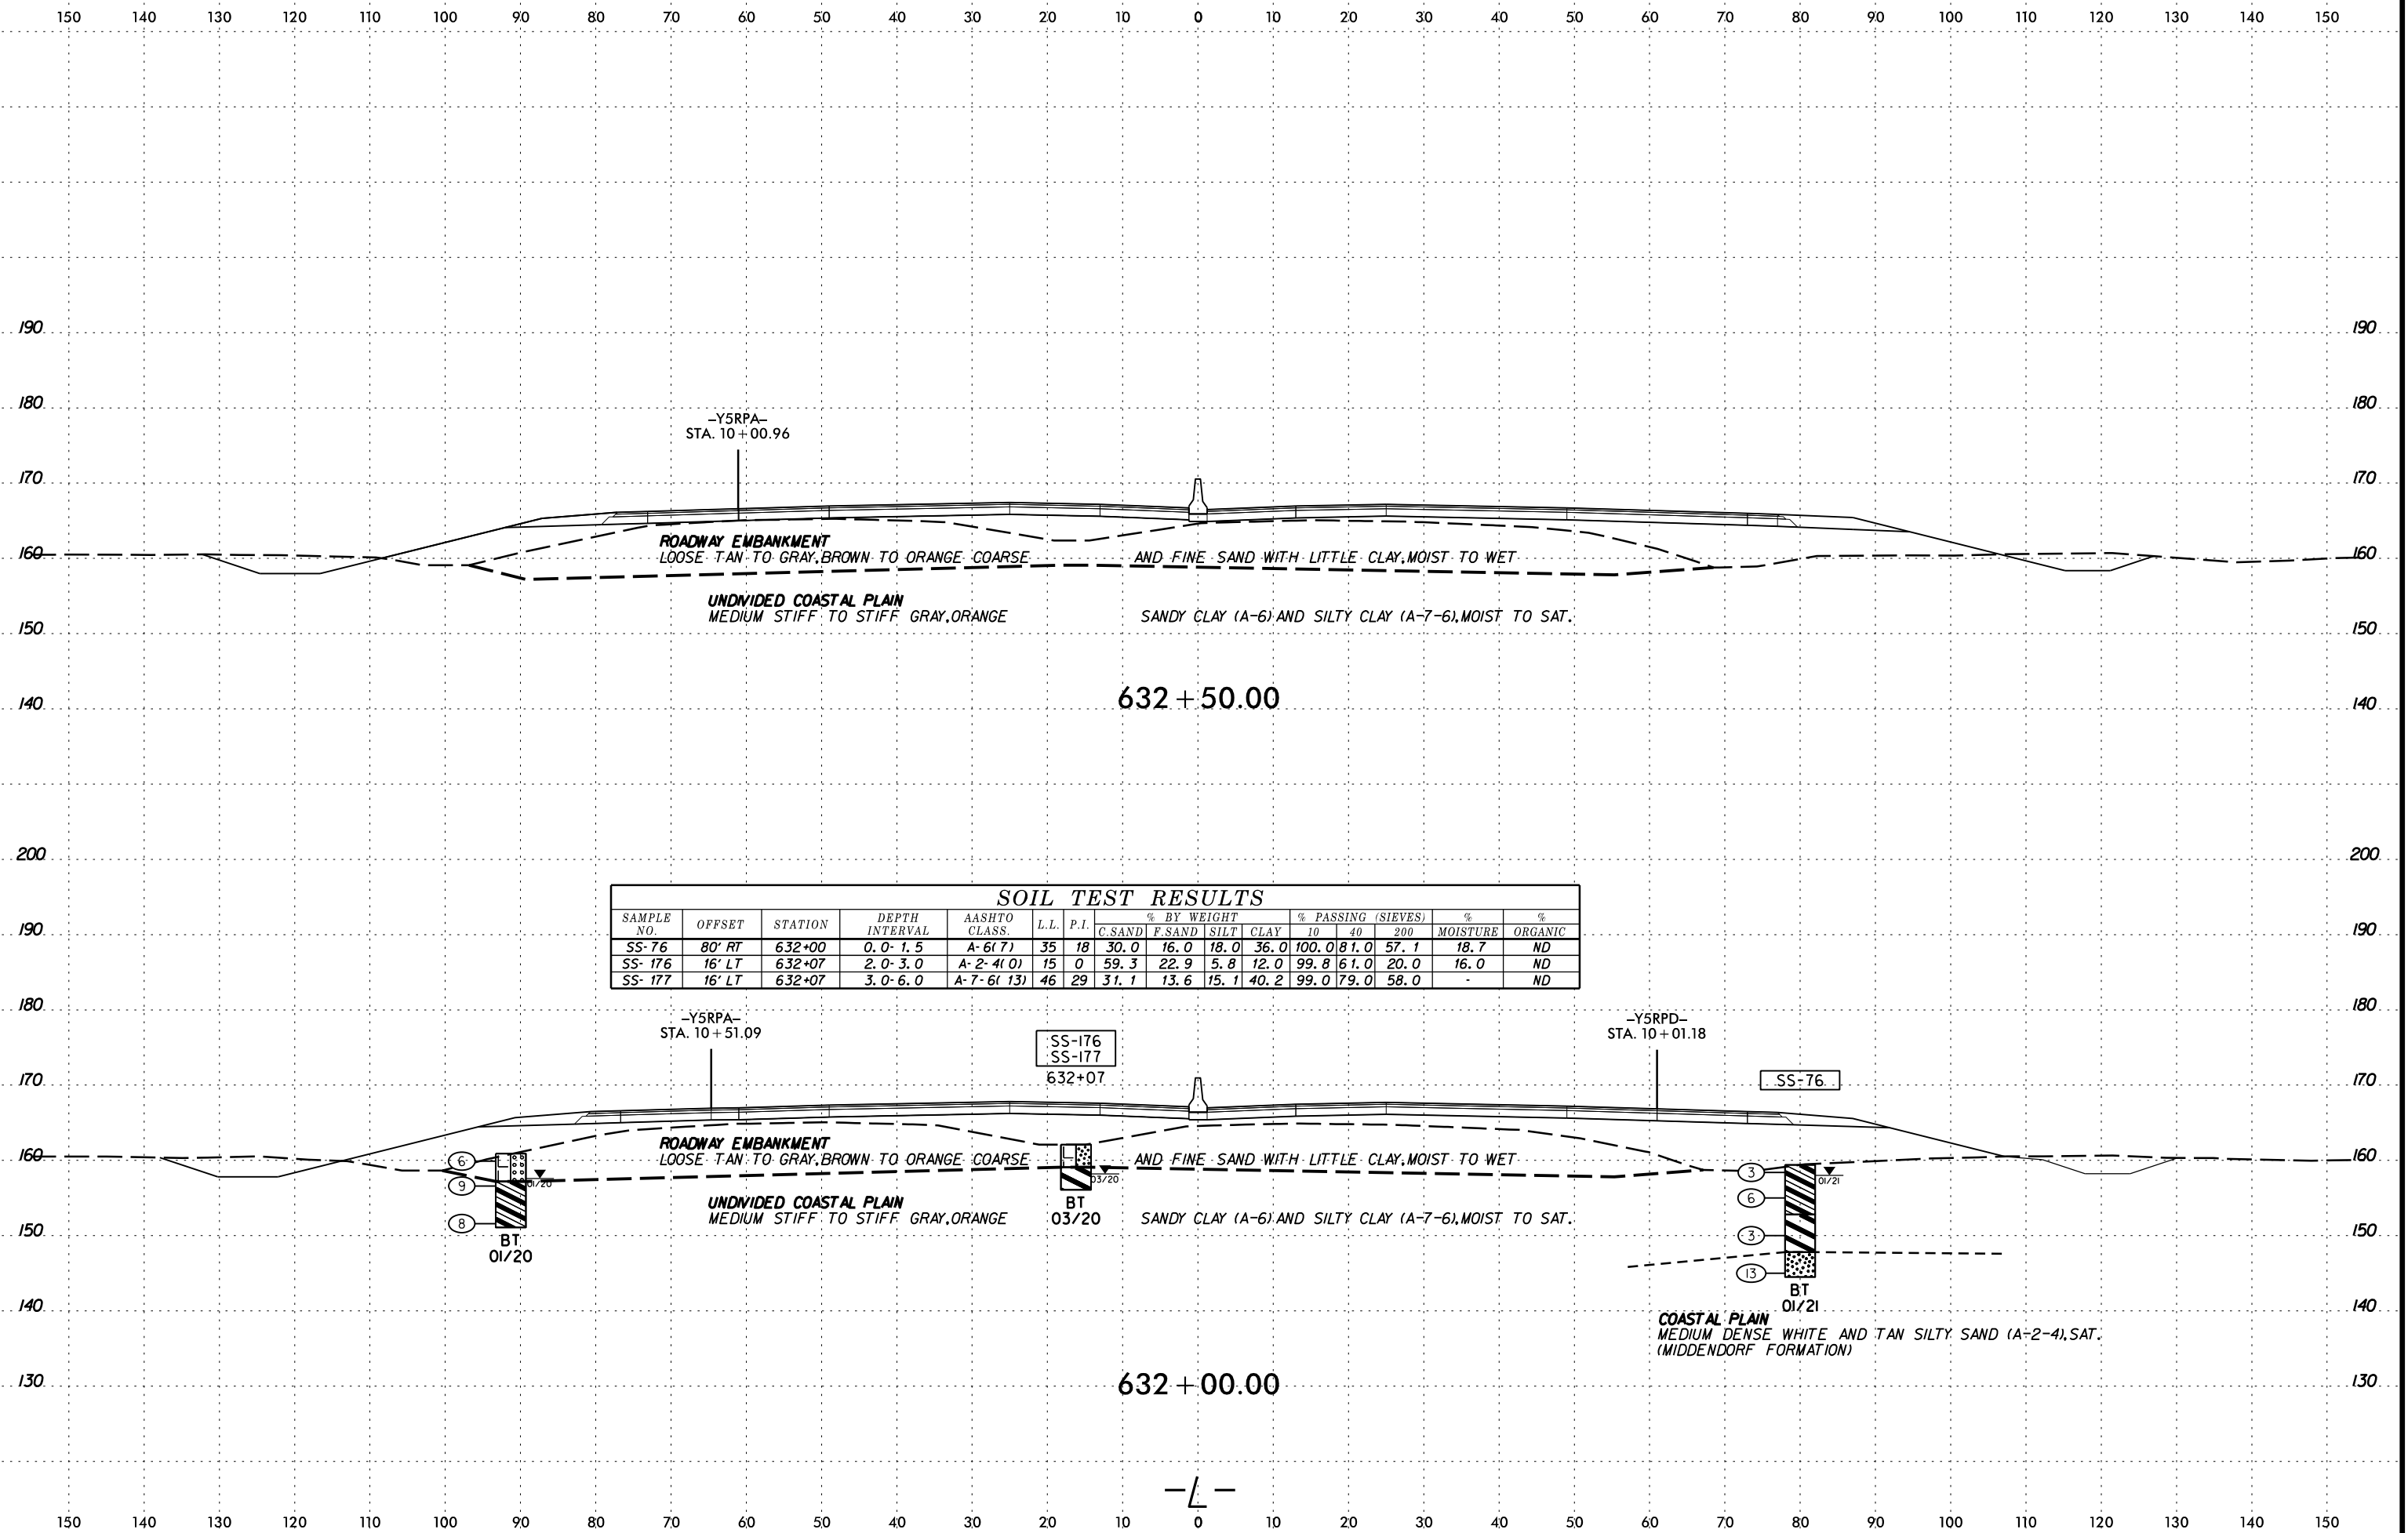 150 140 130 120 110 100 90 80 70 60 50 40 30 20 10 0 10 20 30 40 50 60 70 80 90 100 110 120 130 140 150
190 190
180 180
-Y5RPA-
STA. 10+00.96
170 170
ROADWAY EMBANKMENT
160 LOOSE TAN TO GRAY, BROWN TO ORANGE COARSE AND FINE SAND WITH LITTLE CLAY, MOIST TO WET 160
UNDIVIDED COASTAL PLAIN
MEDIUM STIFF TO STIFF GRAY, ORANGE SANDY CLAY (A-6) AND SILTY CLAY (A-7-6), MOIST TO SAT.
150 150
632+50.00
140 140
200 200
SOIL TEST RESULTS
SAMPLE NO. OFFSET STATION DEPTH INTERVAL AASHTO CLASS. L.L. P.I. % BY WEIGHT % PASSING (SIEVES) % MOISTURE % ORGANIC
C.SAND F.SAND SILT CLAY 10 40 200
190 190
SS-76 80' RT 632+00 0.0-1.5 A-6(7) 35 18 30.0 16.0 18.0 36.0 100.0 81.0 57.1 18.7 ND
SS-176 16' LT 632+07 2.0-3.0 A-2-4(0) 15 0 59.3 22.9 5.8 12.0 99.8 61.0 20.0 16.0 ND
SS-177 16' LT 632+07 3.0-6.0 A-7-6(13) 46 29 31.1 13.6 15.1 40.2 99.0 79.0 58.0 - ND
180 180
-Y5RPA-
STA. 10+51.09
SS-176
SS-177
632+07
-Y5RPD-
STA. 10+01.18
SS-76
170 170
ROADWAY EMBANKMENT
160 LOOSE TAN TO GRAY, BROWN TO ORANGE COARSE AND FINE SAND WITH LITTLE CLAY, MOIST TO WET 160
6
9
8
01/20
L
BT
01/20
L
03/20
BT
03/20
UNDIVIDED COASTAL PLAIN
MEDIUM STIFF TO STIFF GRAY, ORANGE SANDY CLAY (A-6) AND SILTY CLAY (A-7-6), MOIST TO SAT.
3
6
3
13
01/21
BT
01/21
150 150
140 140
COASTAL PLAIN
MEDIUM DENSE WHITE AND TAN SILTY SAND (A-2-4), SAT.
(MIDDENDORF FORMATION)
632+00.00
130 130
-L-
150 140 130 120 110 100 90 80 70 60 50 40 30 20 10 0 10 20 30 40 50 60 70 80 90 100 110 120 130 140 150